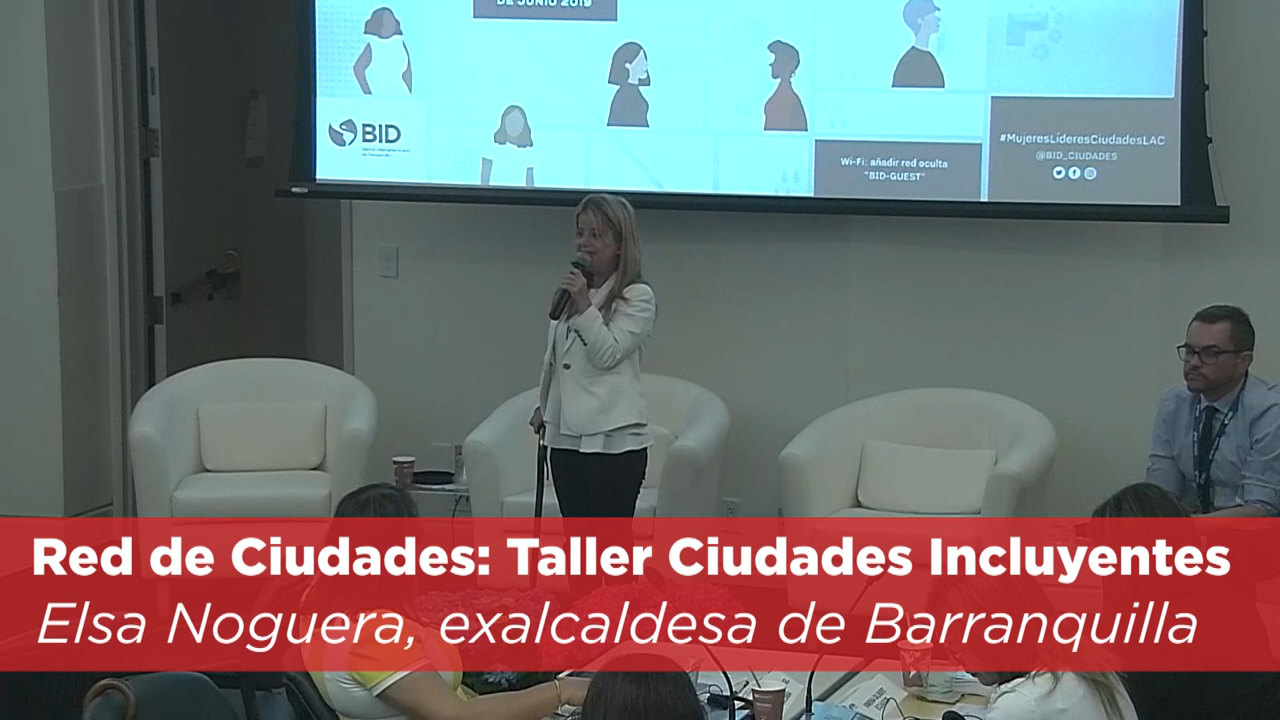 DE JUNIO 2019
BID
#MujeresLíderesCiudadesLAC
@BID_CIUDADES
Wi-Fi: añadir red oculta
"BID-GUEST"
Red de Ciudades: Taller Ciudades Incluyentes
Elsa Noguera, exalcaldesa de Barranquilla